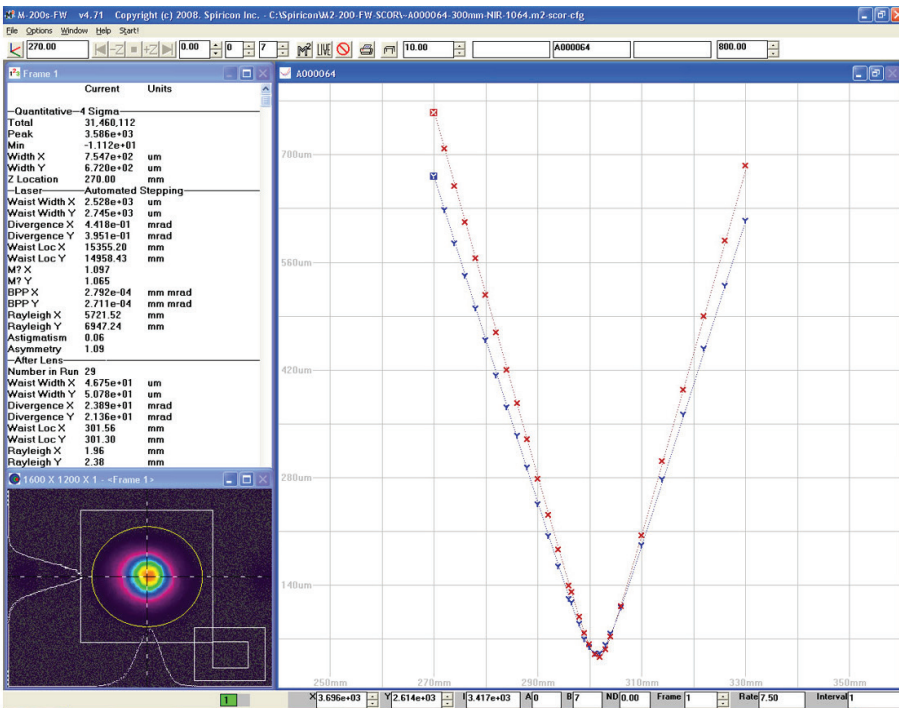 M-200s-FW v4.71 Copyright (c) 2008. Spiricon Inc. - C:\Spiricon\M2-200-FW-SCOR\~A000064-300mm-NIR-1064.m2-scor-cfg
File Options Window Help Start!
270.00 -Z +Z 0.00 0 7 M² LIVE 10.00 A000064 800.00
Frame 1
Current Units
Quantitative-4 Sigma
Total 31,460,112
Peak 3.586e+03
Min -1.112e+01
Width X 7.547e+02 um
Width Y 6.720e+02 um
Z Location 270.00 mm
Laser Automated Stepping
Waist Width X 2.528e+03 um
Waist Width Y 2.745e+03 um
Divergence X 4.418e-01 mrad
Divergence Y 3.951e-01 mrad
Waist Loc X 15355.20 mm
Waist Loc Y 14958.43 mm
M? X 1.097
M? Y 1.065
BPP X 2.792e-04 mm mrad
BPP Y 2.711e-04 mm mrad
Rayleigh X 5721.52 mm
Rayleigh Y 6947.24 mm
Astigmatism 0.06
Asymmetry 1.09
After Lens
Number in Run 29
Waist Width X 4.675e+01 um
Waist Width Y 5.078e+01 um
Divergence X 2.389e+01 mrad
Divergence Y 2.136e+01 mrad
Waist Loc X 301.56 mm
Waist Loc Y 301.30 mm
Rayleigh X 1.96 mm
Rayleigh Y 2.38 mm
1600 X 1200 X 1 - <Frame 1>
A000064
700um
560um
420um
280um
140um
250mm 270mm 290mm 310mm 330mm 350mm
1 X 3.696e+03 Y 2.614e+03 I 3.417e+03 A 0 B 7 ND 0.00 Frame 1 Rate 7.50 Interval 1